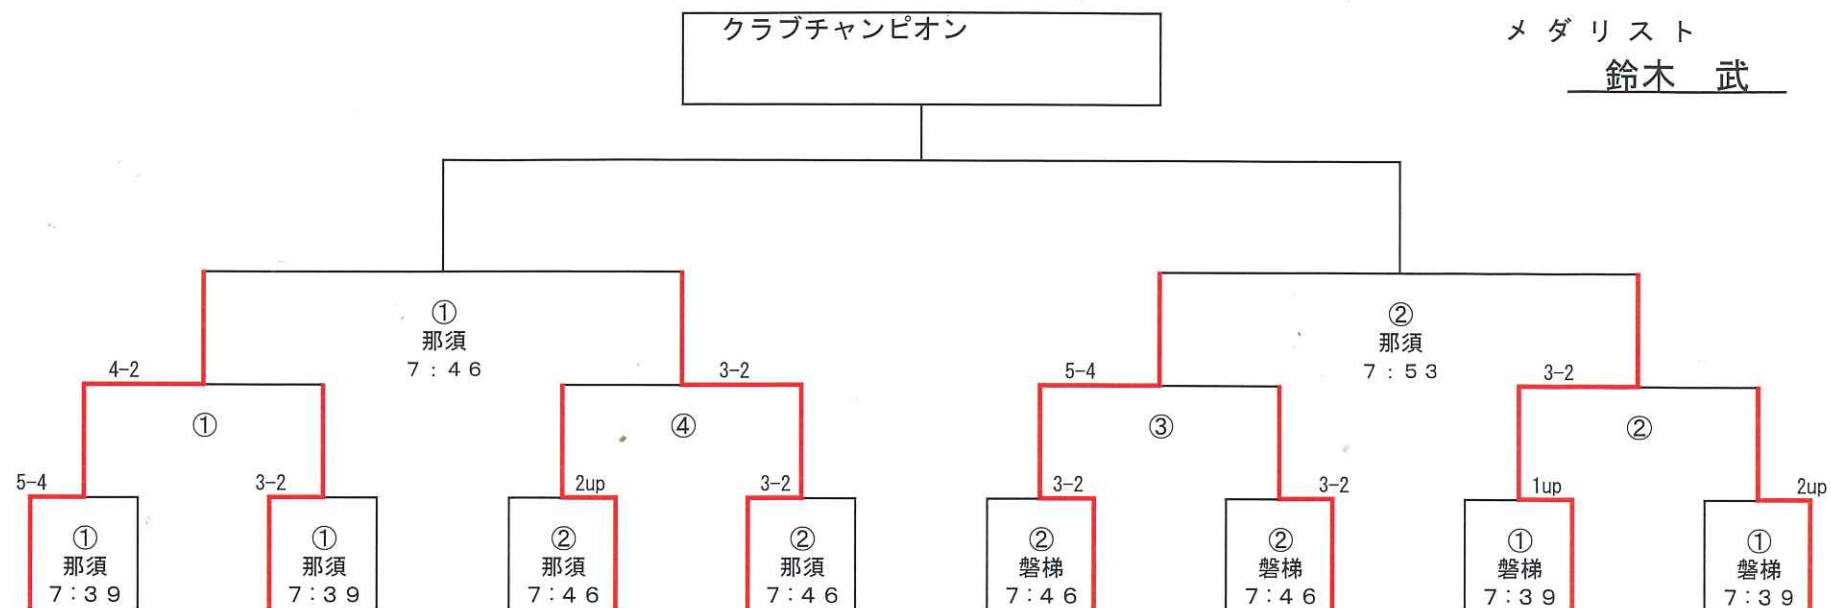 クラブチャンピオン
メダリスト
鈴木　武
①
那須
7：46
②
那須
7：53
4-2
3-2
5-4
3-2
①
④
③
②
5-4
3-2
2up
3-2
3-2
3-2
1up
2up
①
那須
7：39
①
那須
7：39
②
那須
7：46
②
那須
7：46
②
磐梯
7：46
②
磐梯
7：46
①
磐梯
7：39
①
磐梯
7：39